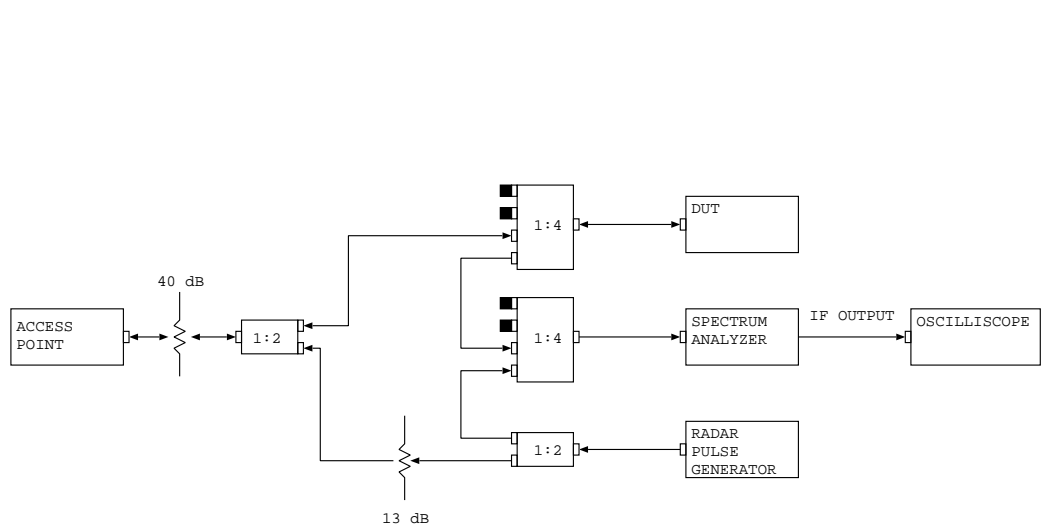 1:4
DUT
40 dB
ACCESS
POINT
1:2
1:4
SPECTRUM
ANALYZER
IF OUTPUT
OSCILLISCOPE
1:2
RADAR
PULSE
GENERATOR
13 dB